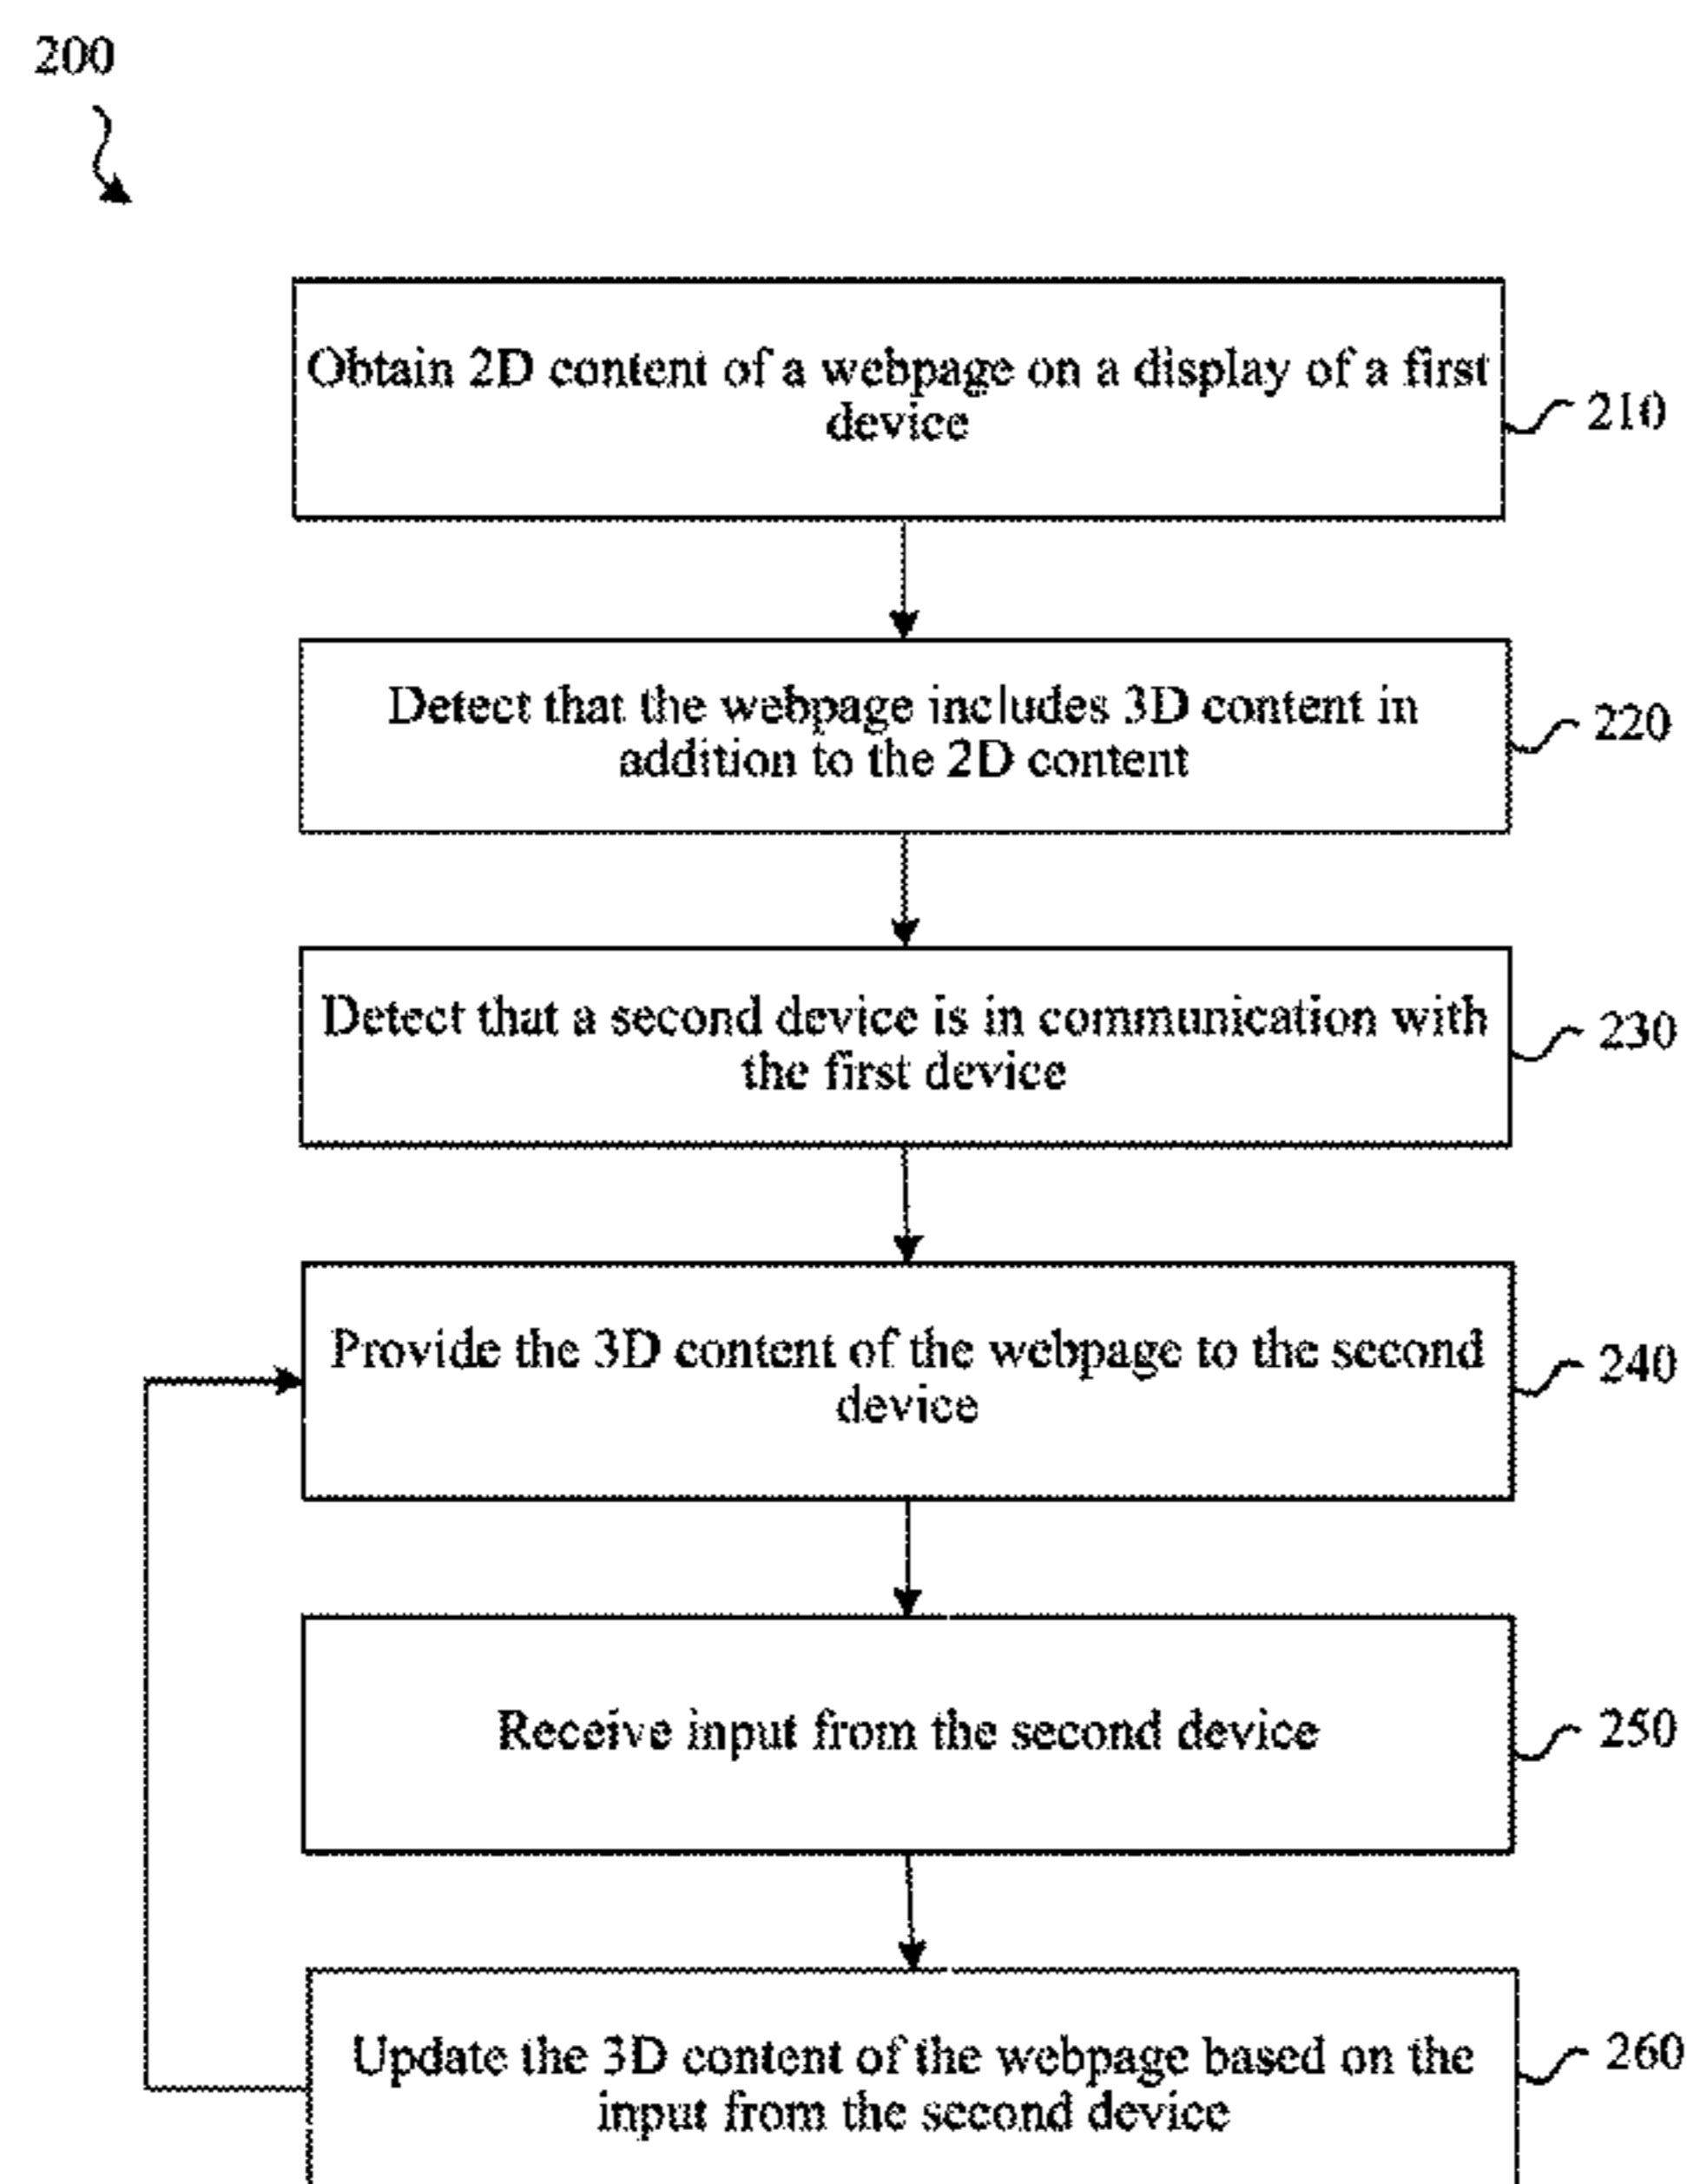 200
Obtain 2D content of a webpage on a display of a first
device
210
Detect that the webpage includes 3D content in
addition to the 2D content
220
Detect that a second device is in communication with
the first device
230
Provide the 3D content of the webpage to the second
device
240
Receive input from the second device
250
Update the 3D content of the webpage based on the
input from the second device
260